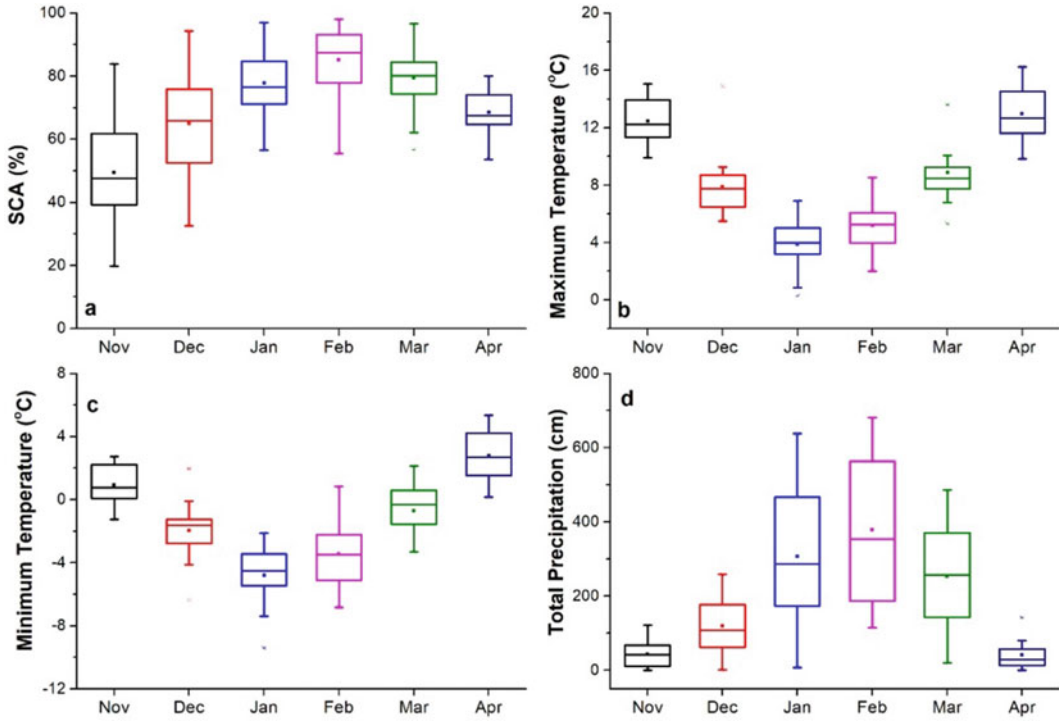 SCA (%)
100
80
60
40
20
0
a
Nov Dec Jan Feb Mar Apr
Maximum Temperature (°C)
20
16
12
8
4
0
b
Nov Dec Jan Feb Mar Apr
Minimum Temperature (°C)
8
4
0
-4
-8
-12
c
Nov Dec Jan Feb Mar Apr
Total Precipitation (cm)
800
600
400
200
0
d
Nov Dec Jan Feb Mar Apr